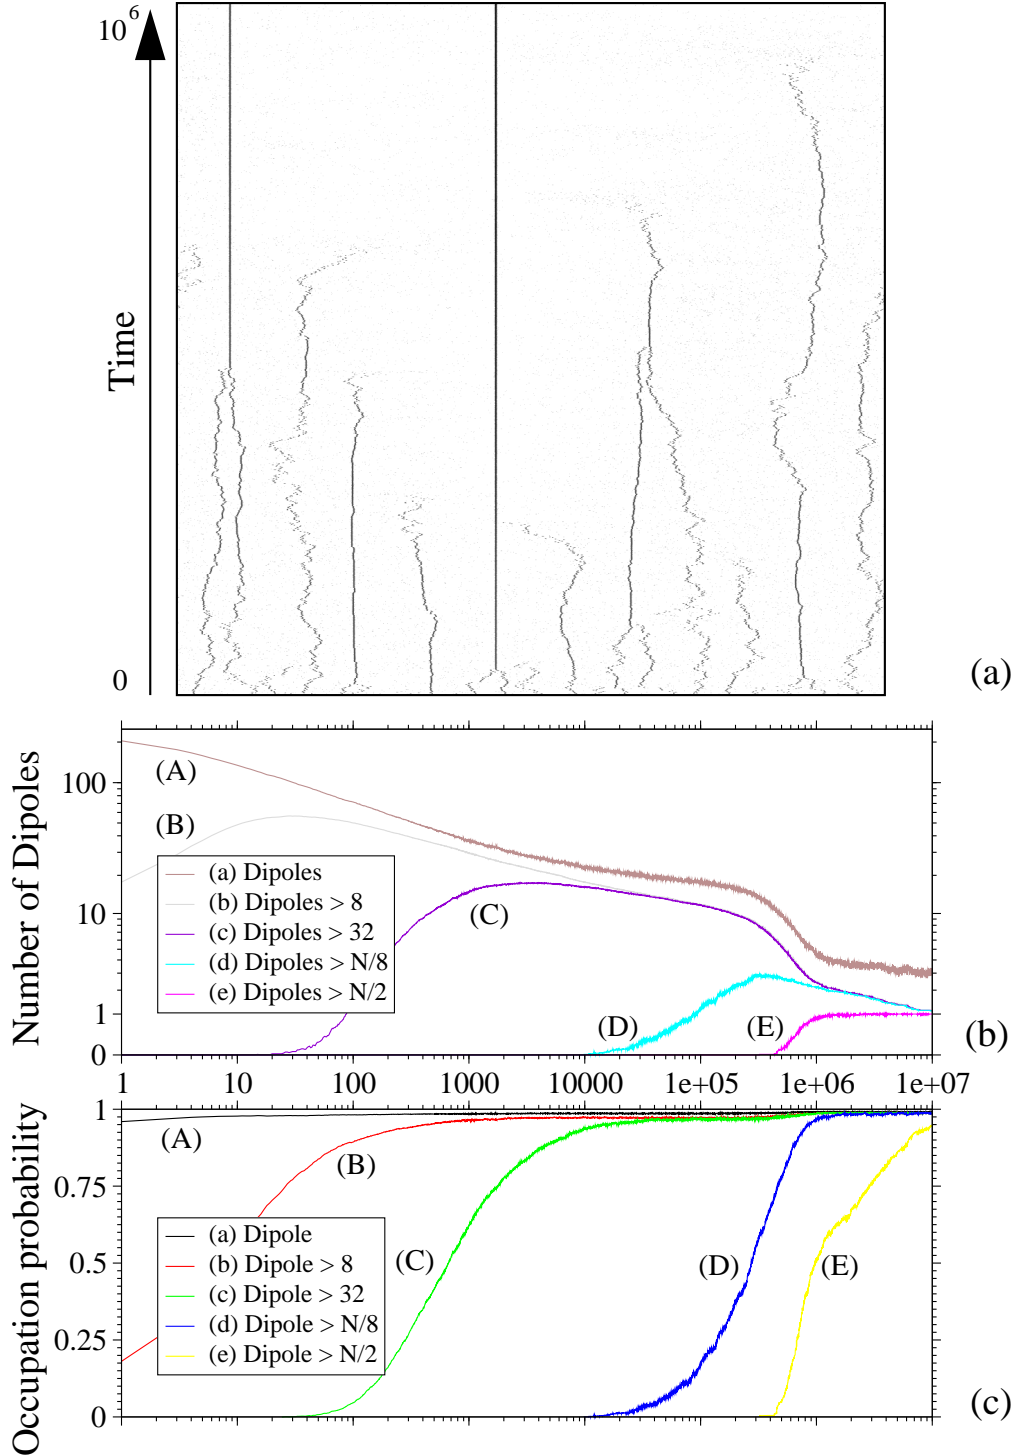 10^6
Time
0
(a)
Number of Dipoles
100
10
1
0
(A)
(B)
(C)
(D)
(E)
(a) Dipoles
(b) Dipoles > 8
(c) Dipoles > 32
(d) Dipoles > N/8
(e) Dipoles > N/2
(b)
1 10 100 1000 10000 1e+05 1e+06 1e+07
Occupation probability
1
0.75
0.5
0.25
0
(A)
(B)
(C)
(D)
(E)
(a) Dipole
(b) Dipole > 8
(c) Dipole > 32
(d) Dipole > N/8
(e) Dipole > N/2
(c)